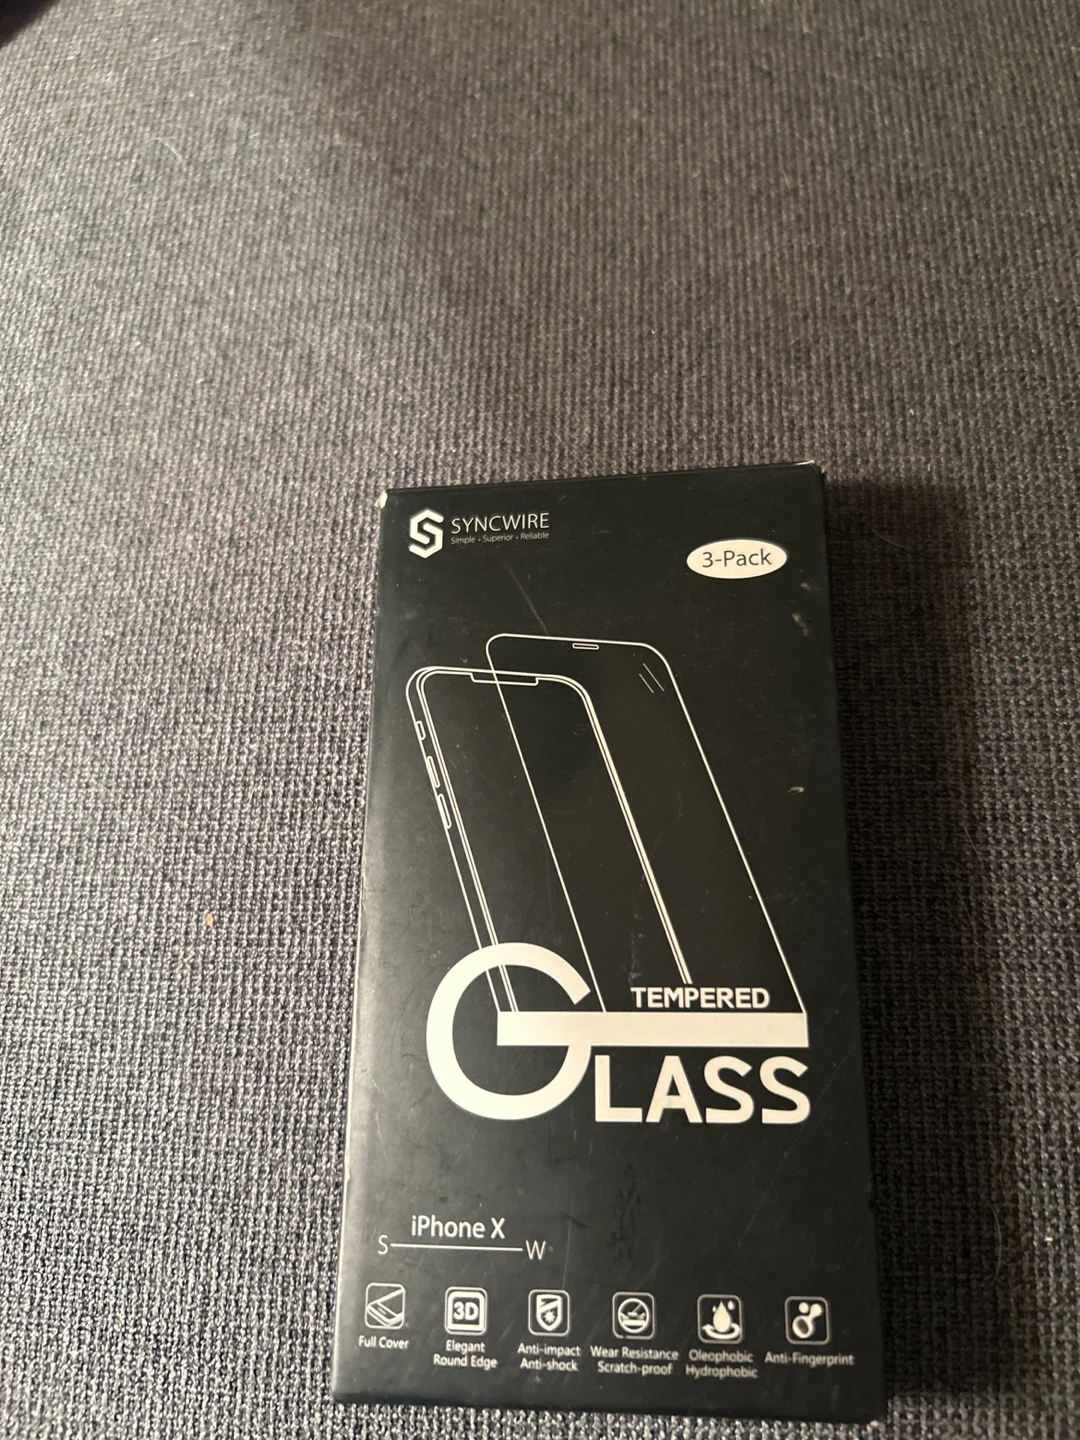 SYNCWIRE
Simple • Superior • Reliable
3-Pack
TEMPERED
GLASS
iPhone X
S W
Full Cover
3D
Elegant
Round Edge
Anti-impact
Anti-shock
Wear Resistance
Scratch-proof
Oleophobic
Hydrophobic
Anti-Fingerprint